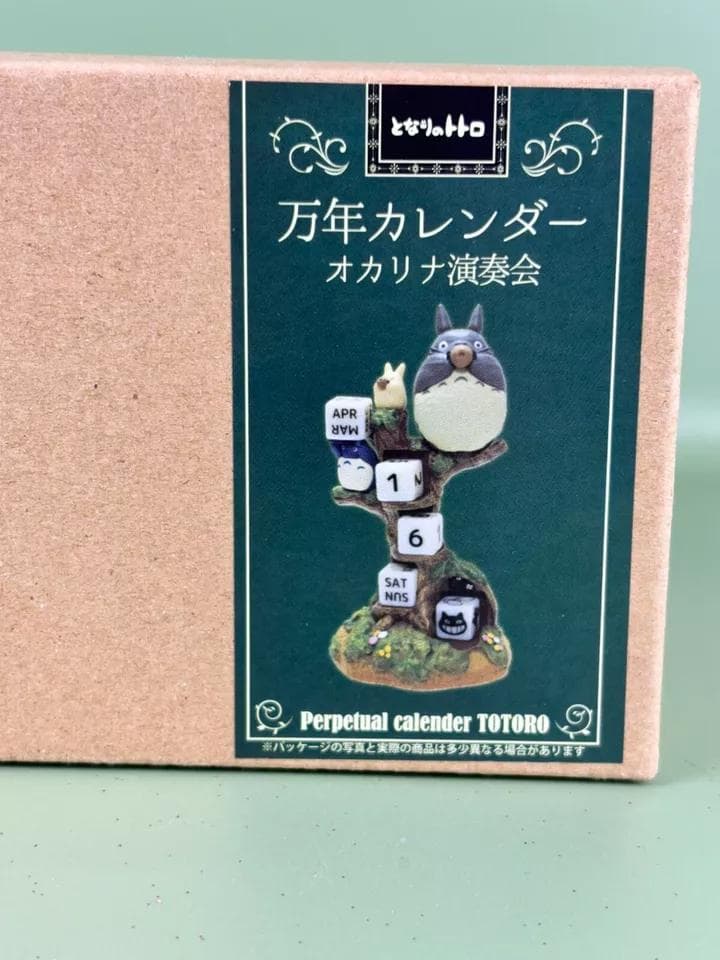 となりのトトロ
万年カレンダー
オカリナ演奏会
APR
MAR
1
6
SAT
SUN
Perpetual calender TOTORO
※パッケージの写真と実際の商品は多少異なる場合があります